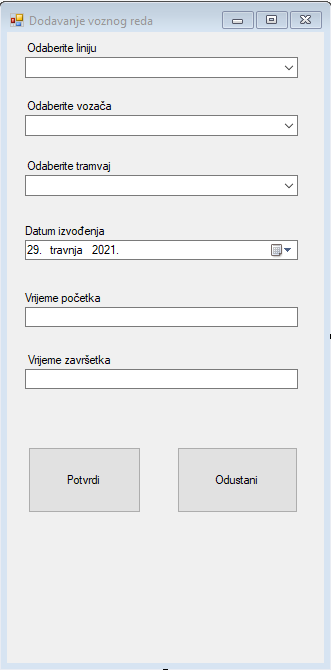 Dodavanje voznog reda
Odaberite liniju
Odaberite vozača
Odaberite tramvaj
Datum izvođenja
29. travnja 2021.
Vrijeme početka
Vrijeme završetka
Potvrdi
Odustani